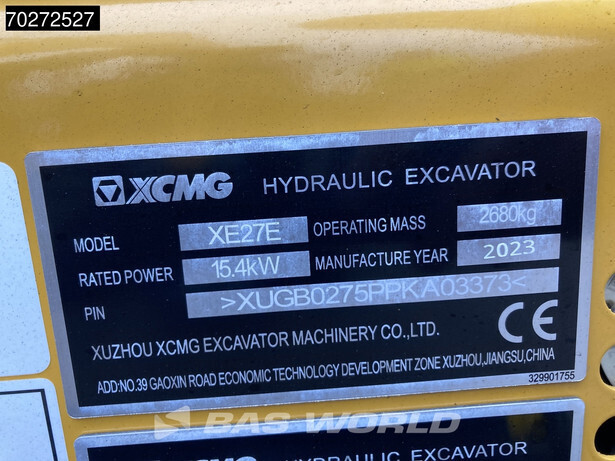 70272527
XCMG HYDRAULIC EXCAVATOR
MODEL XE27E OPERATING MASS 2680kg
RATED POWER 15.4kW MANUFACTURE YEAR 2023
PIN >XUGB0275PPKA03373<
XUZHOU XCMG EXCAVATOR MACHINERY CO.,LTD.
CE
ADD:NO.39 GAOXIN ROAD ECONOMIC TECHNOLOGY DEVELOPMENT ZONE XUZHOU,JIANGSU,CHINA
329901755
BAS WORLD
XCMG HYDRAULIC EXCAVATOR